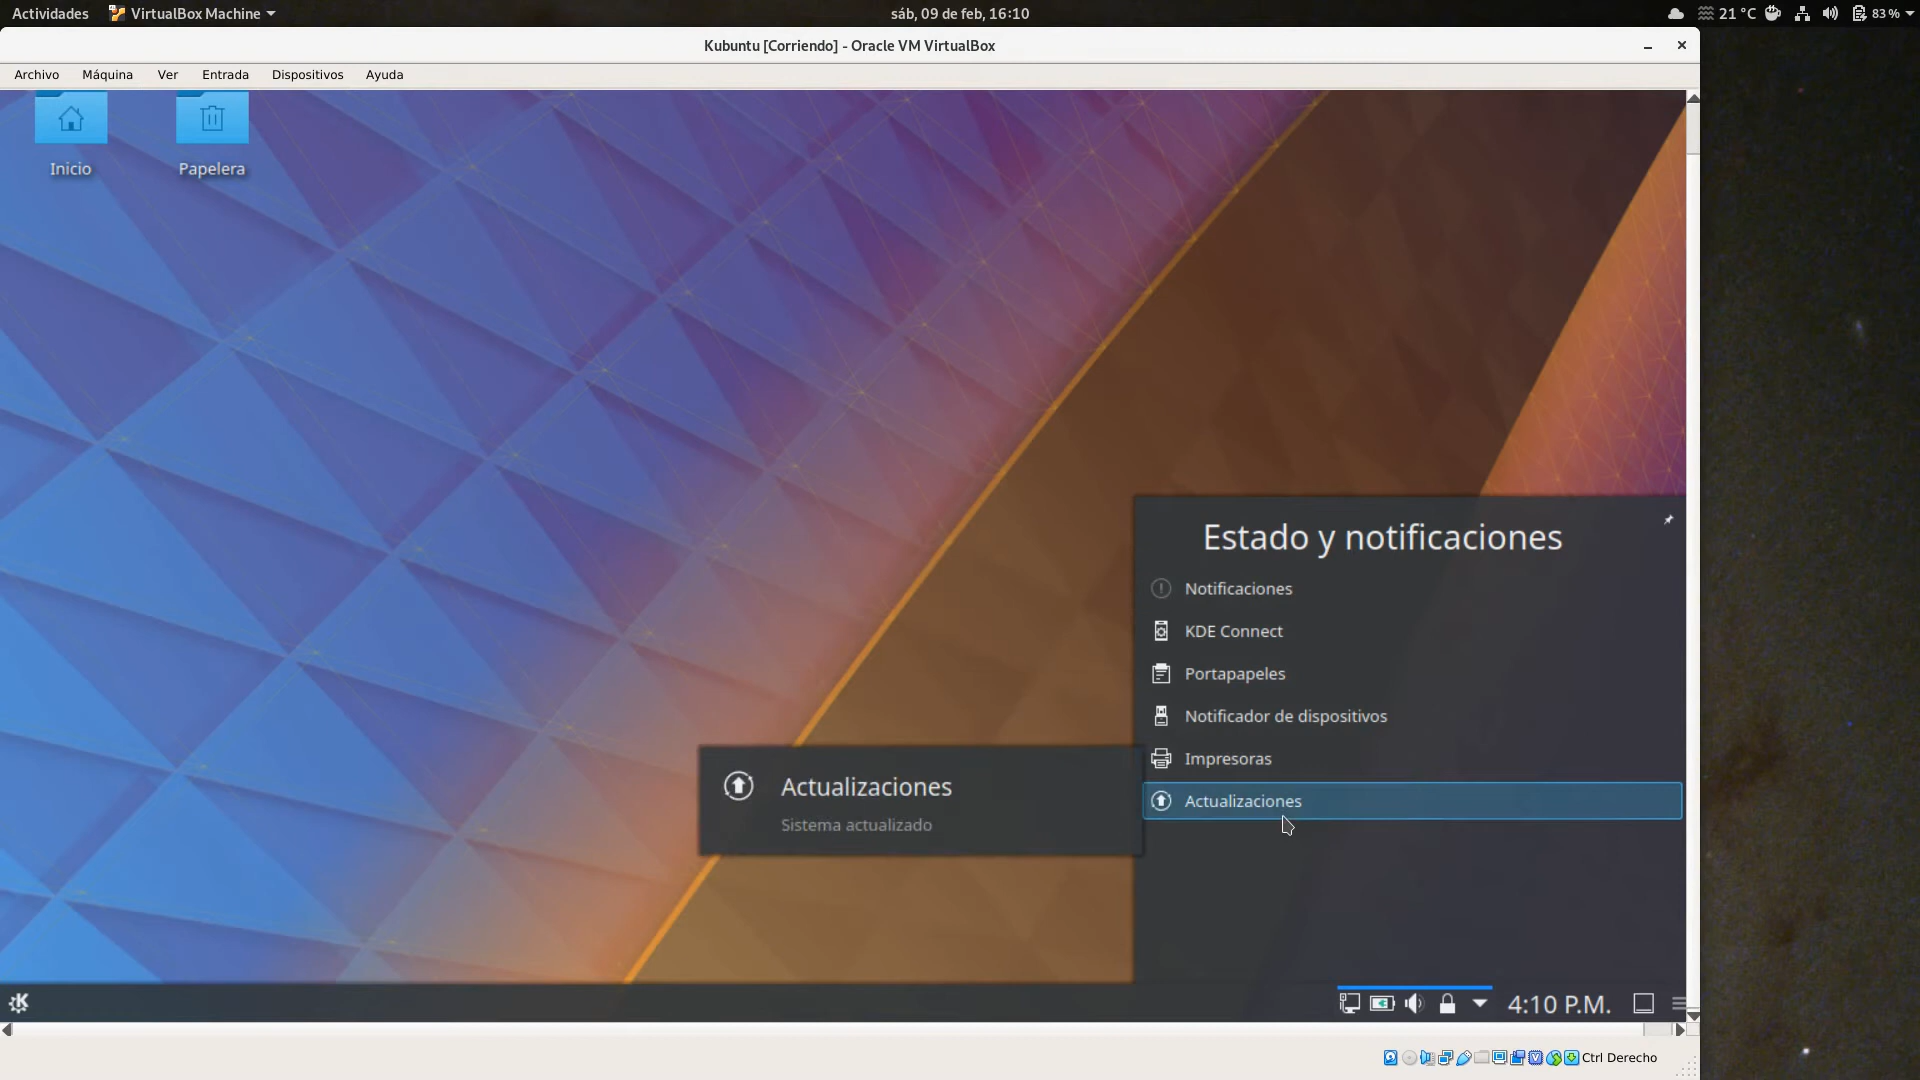 Actividades VirtualBox Machine sáb, 09 de feb, 16:10 21 °C 83 %
Kubuntu [Corriendo] - Oracle VM VirtualBox
Archivo Máquina Ver Entrada Dispositivos Ayuda
Inicio Papelera
Estado y notificaciones
Notificaciones
KDE Connect
Portapapeles
Notificador de dispositivos
Impresoras
Actualizaciones
Actualizaciones
Sistema actualizado
4:10 P.M.
Ctrl Derecho